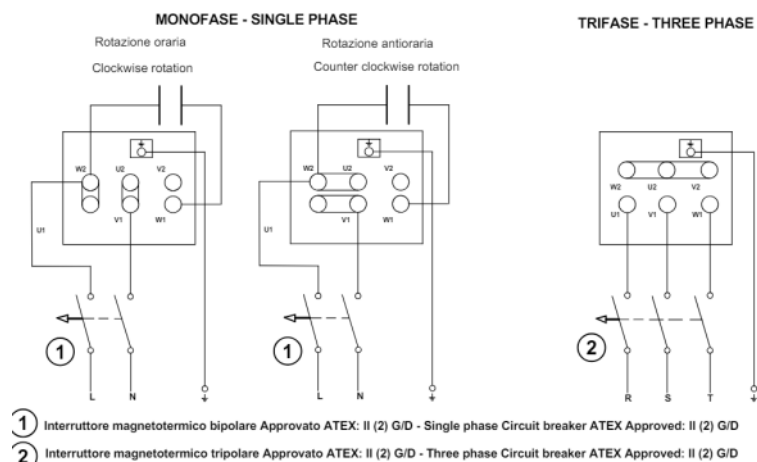 MONOFASE - SINGLE PHASE
TRIFASE - THREE PHASE
Rotazione oraria
Clockwise rotation
Rotazione antioraria
Counter clockwise rotation
W2 U2 V2
U1 V1 W1
W2 U2 V2
U1 V1 W1
W2 U2 V2
U1 V1 W1
1
1
2
L N
L N
R S T
1 Interruttore magnetotermico bipolare Approvato ATEX: II (2) G/D - Single phase Circuit breaker ATEX Approved: II (2) G/D
2 Interruttore magnetotermico tripolare Approvato ATEX: II (2) G/D - Three phase Circuit breaker ATEX Approved: II (2) G/D